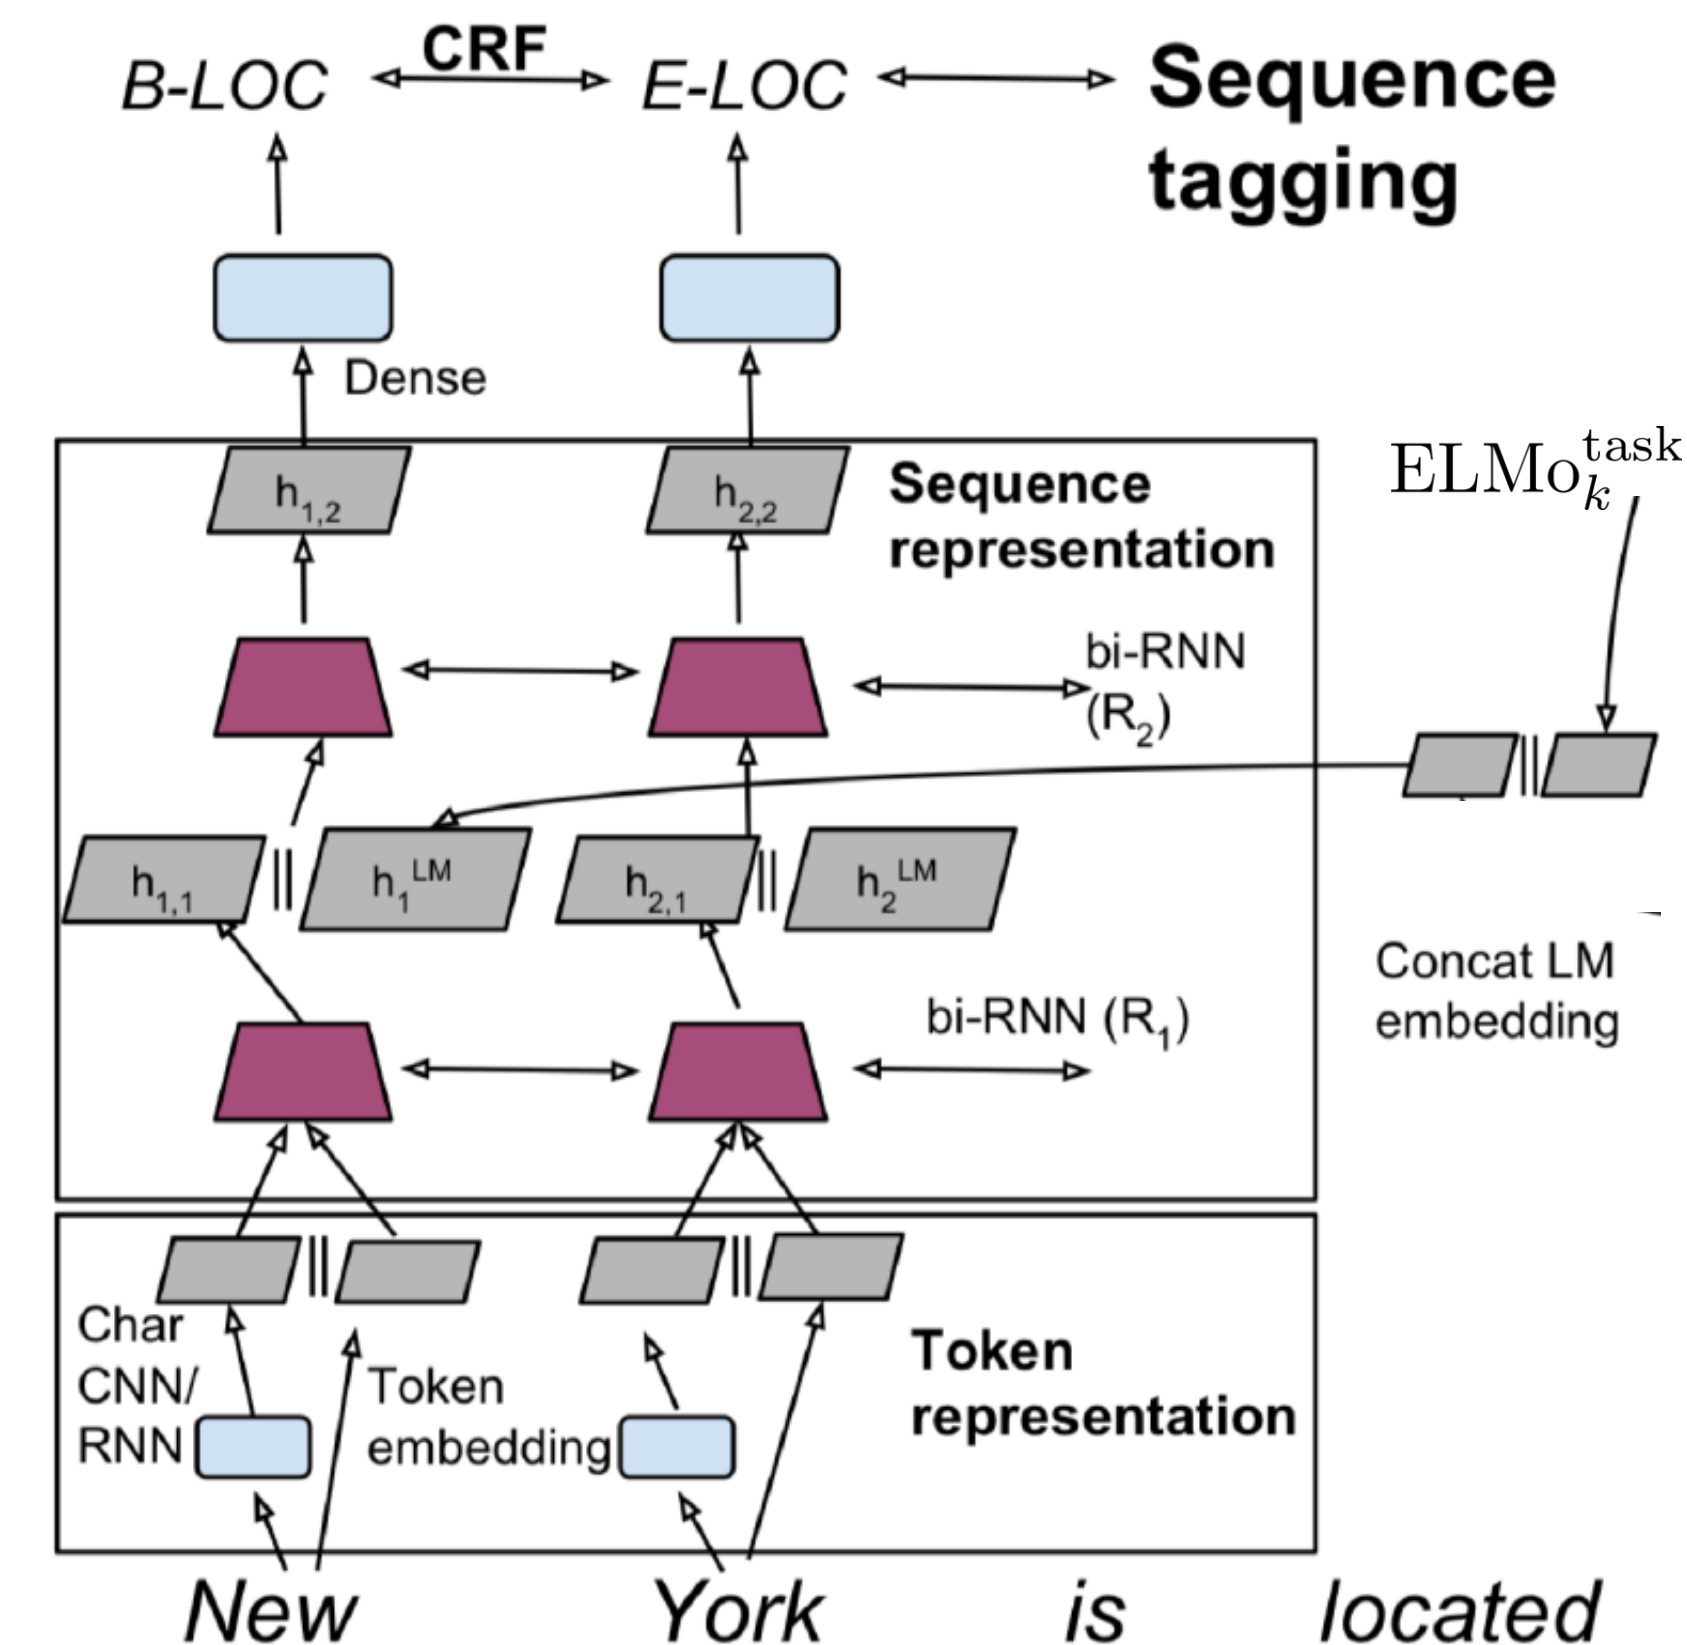 CRF
B-LOC
E-LOC
Sequence
tagging
Dense
h1,2
h2,2
Sequence
representation
ELMo_k^task
bi-RNN
(R2)
h1,1
||
h1^LM
h2,1
||
h2^LM
||
Concat LM
embedding
bi-RNN (R1)
||
||
Char
CNN/
RNN
Token
embedding
Token
representation
New York is located